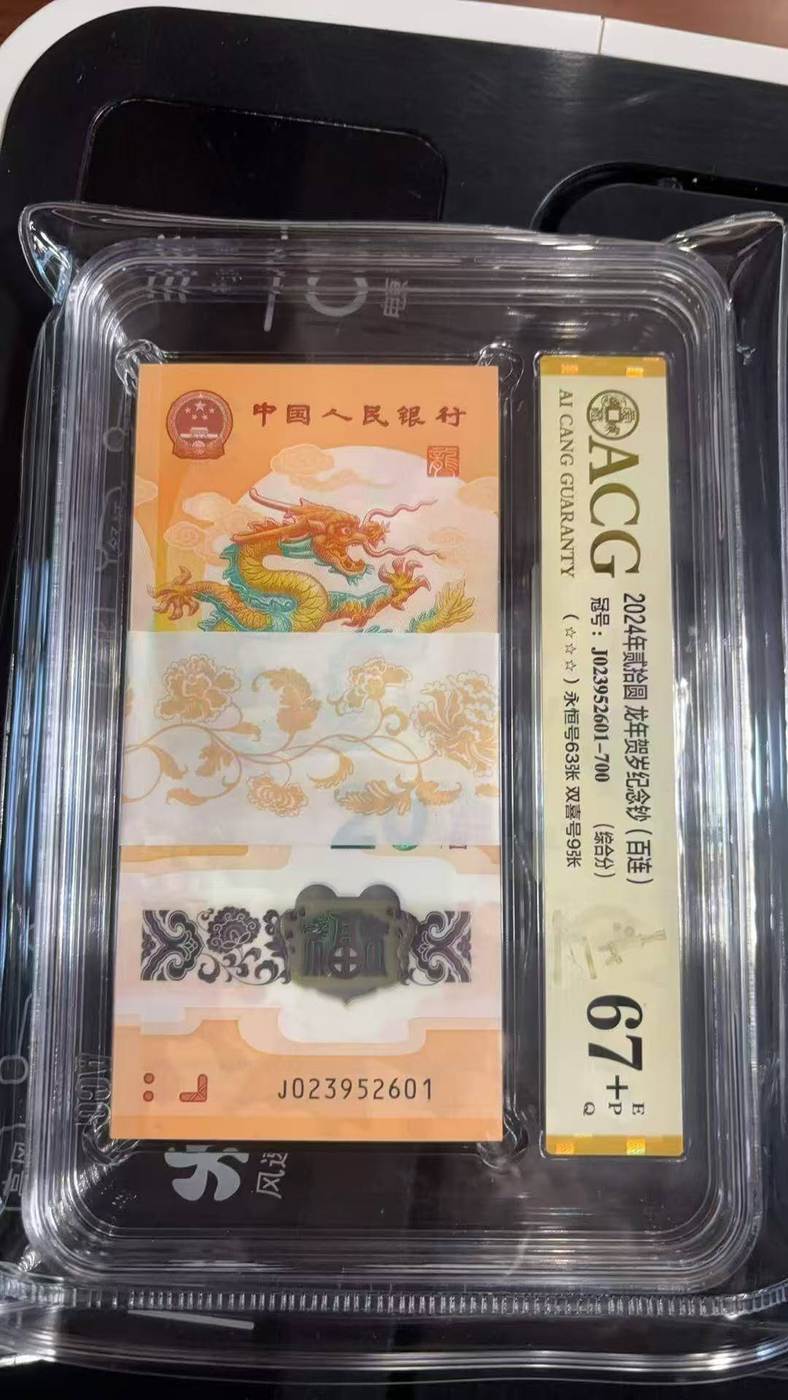 中国人民银行
J023952601
ACG
AI CANG GUARANTY
2024年贰拾圆 龙年贺岁纪念钞（百连）
冠号：J023952601-700 （综合分）
（☆☆☆）永恒号63张 双喜号9张
67+
EPQ